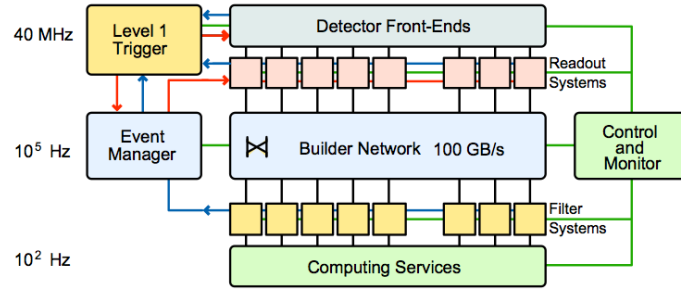 40 MHz
Level 1
Trigger
Detector Front-Ends
Readout
Systems
10⁵ Hz
Event
Manager
Builder Network 100 GB/s
Control
and
Monitor
Filter
Systems
10² Hz
Computing Services